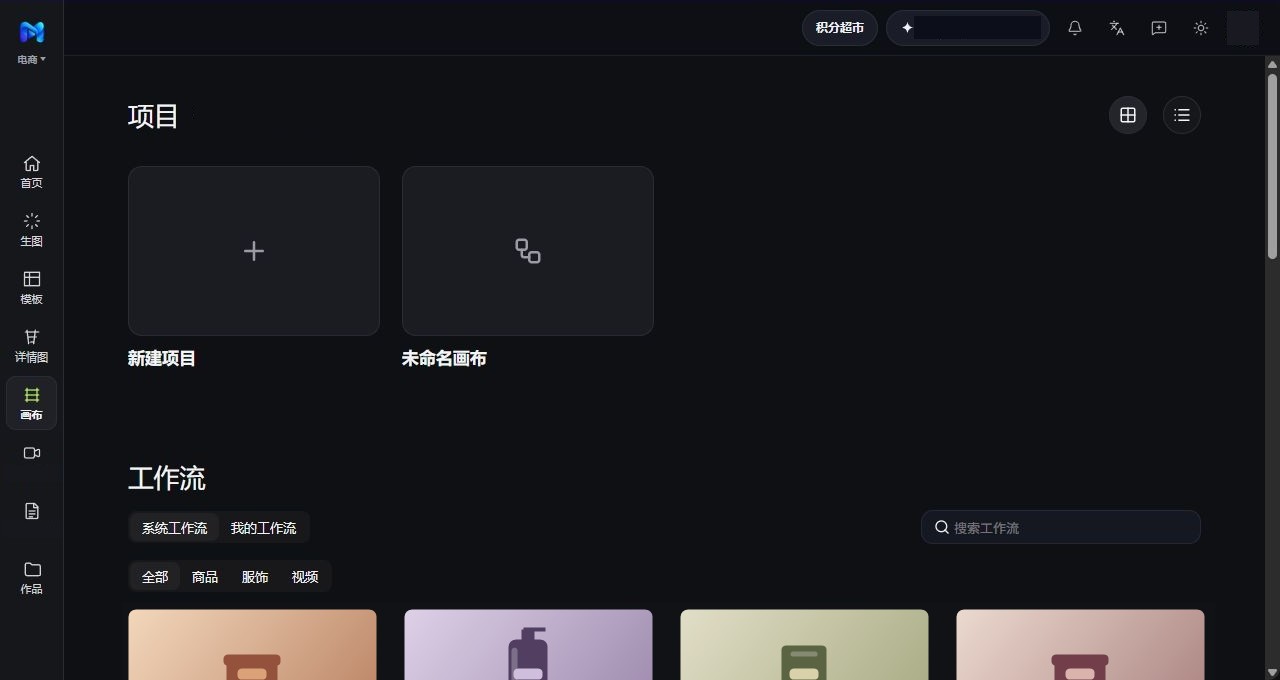 积分超市
电商
首页
生图
模板
详情图
画布
作品
项目
新建项目
未命名画布
工作流
系统工作流 我的工作流
搜索工作流
全部 商品 服饰 视频